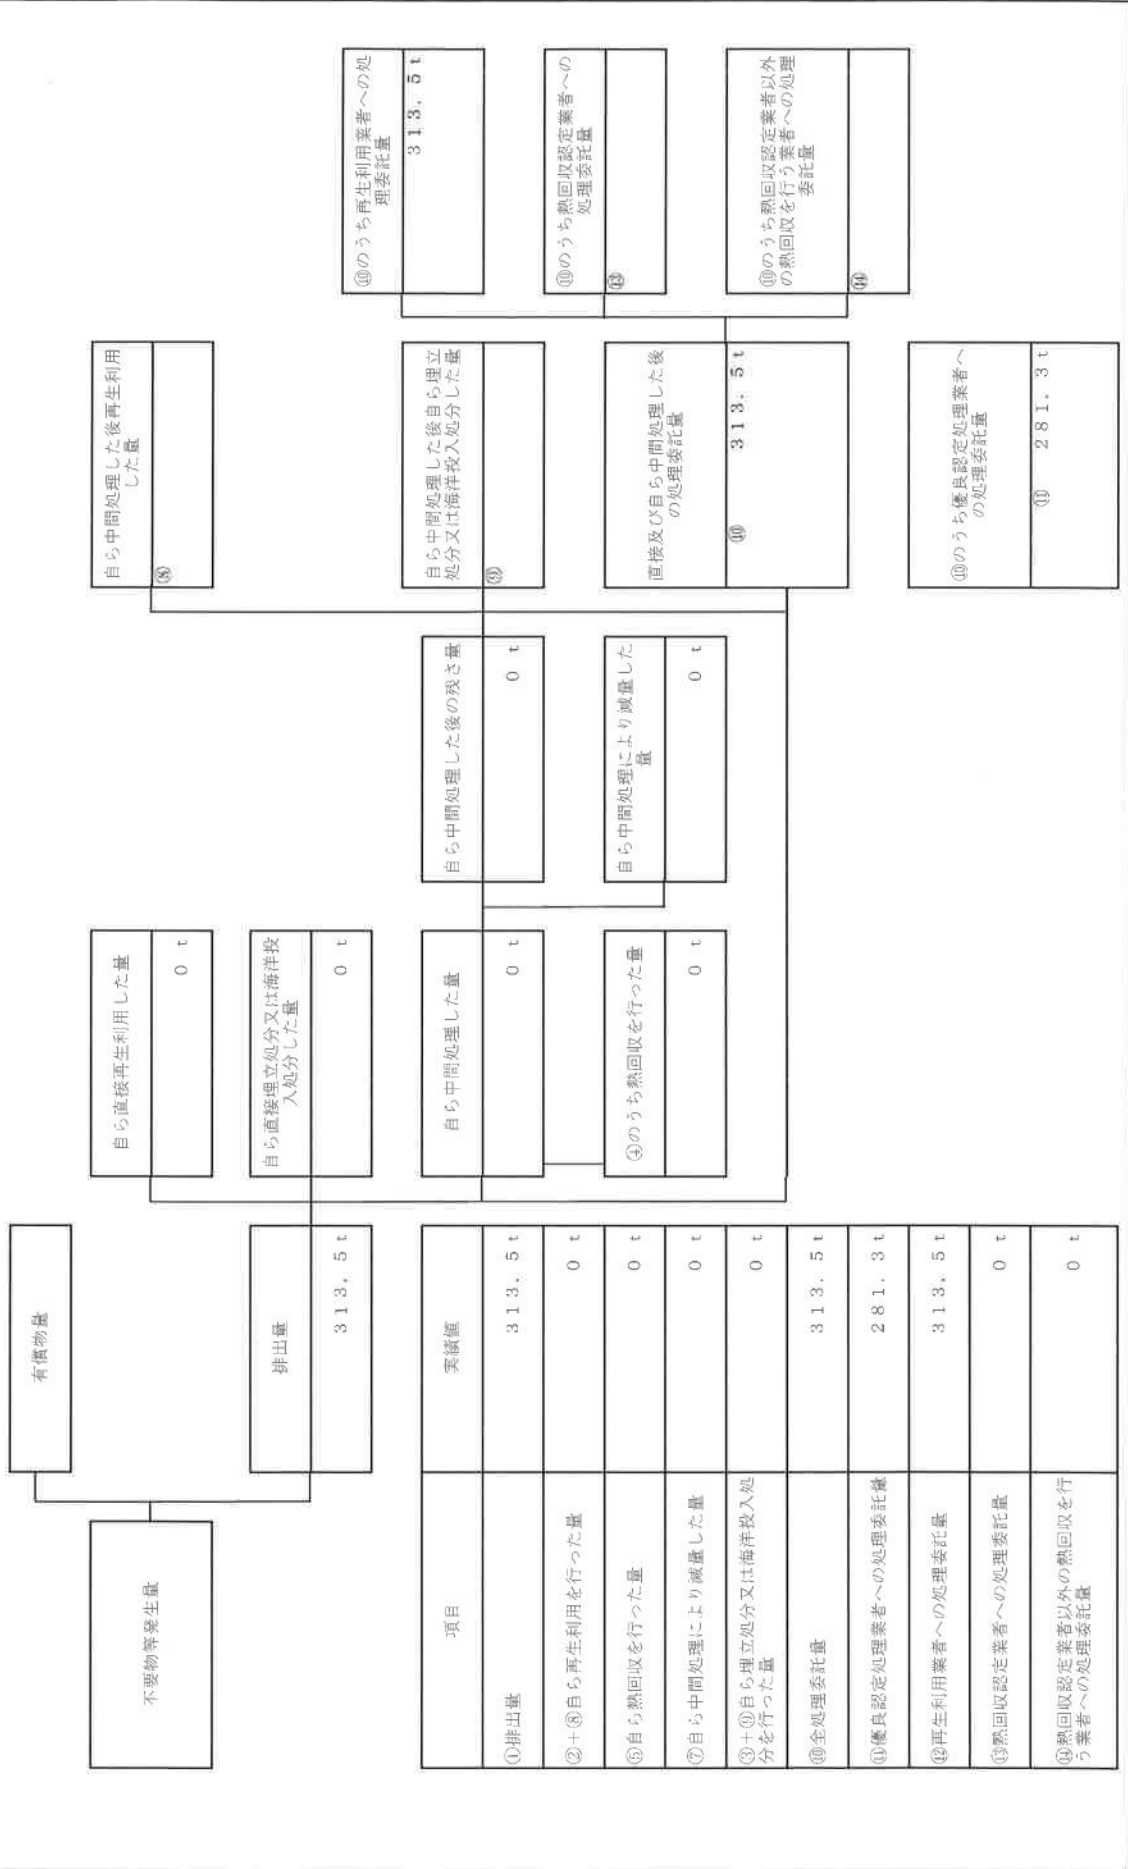 有償物量
不要物等発生量
排出量
３１３．５ｔ
自ら直接再生利用した量
０ ｔ
自ら直接埋立処分又は海洋投
入処分した量
０ ｔ
自ら中間処理した量
０ ｔ
④のうち熱回収を行った量
０ ｔ
自ら中間処理した後の残さ量
０ ｔ
自ら中間処理により減量した
量
０ ｔ
自ら中間処理した後再生利用
した量
⑧
自ら中間処理した後自ら埋立
処分又は海洋投入処分した量
⑨
直接及び自ら中間処理した後
の処理委託量
⑩ ３１３．５ｔ
⑩のうち優良認定処理業者へ
の処理委託量
⑪ ２８１．３ｔ
⑩のうち再生利用業者への処
理委託量
３１３．５ｔ
⑩のうち熱回収認定業者への
処理委託量
⑬
⑩のうち熱回収認定業者以外
の熱回収を行う業者への処理
委託量
⑭
項目 実績値
①排出量 ３１３．５ｔ
②＋⑧自ら再生利用を行った量 ０ ｔ
⑤自ら熱回収を行った量 ０ ｔ
⑦自ら中間処理により減量した量 ０ ｔ
③＋⑨自ら埋立処分又は海洋投入処
分を行った量 ０ ｔ
⑩全処理委託量 ３１３．５ｔ
⑪優良認定処理業者への処理委託量 ２８１．３ｔ
⑫再生利用業者への処理委託量 ３１３．５ｔ
⑬熱回収認定業者への処理委託量 ０ ｔ
⑭熱回収認定業者以外の熱回収を行
う業者への処理委託量 ０ ｔ